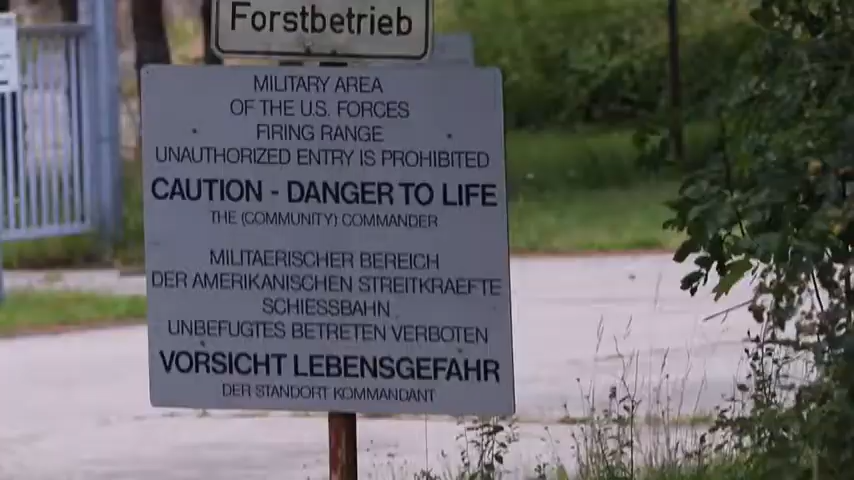 Forstbetrieb
MILITARY AREA
OF THE U.S. FORCES
FIRING RANGE
UNAUTHORIZED ENTRY IS PROHIBITED
CAUTION - DANGER TO LIFE
THE (COMMUNITY) COMMANDER
MILITAERISCHER BEREICH
DER AMERIKANISCHEN STREITKRAEFTE
SCHIESSBAHN
UNBEFUGTES BETRETEN VERBOTEN
VORSICHT LEBENSGEFAHR
DER STANDORT KOMMANDANT